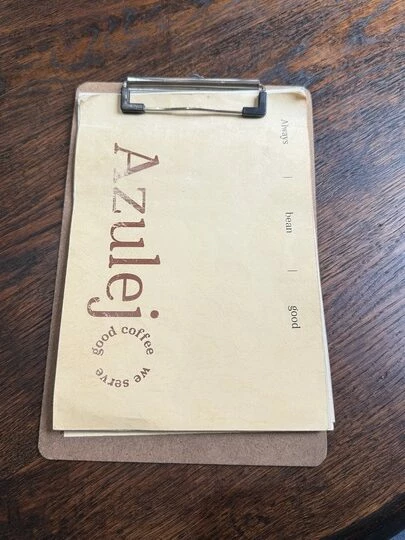 Always | bean | good
Azulej
we serve good coffee